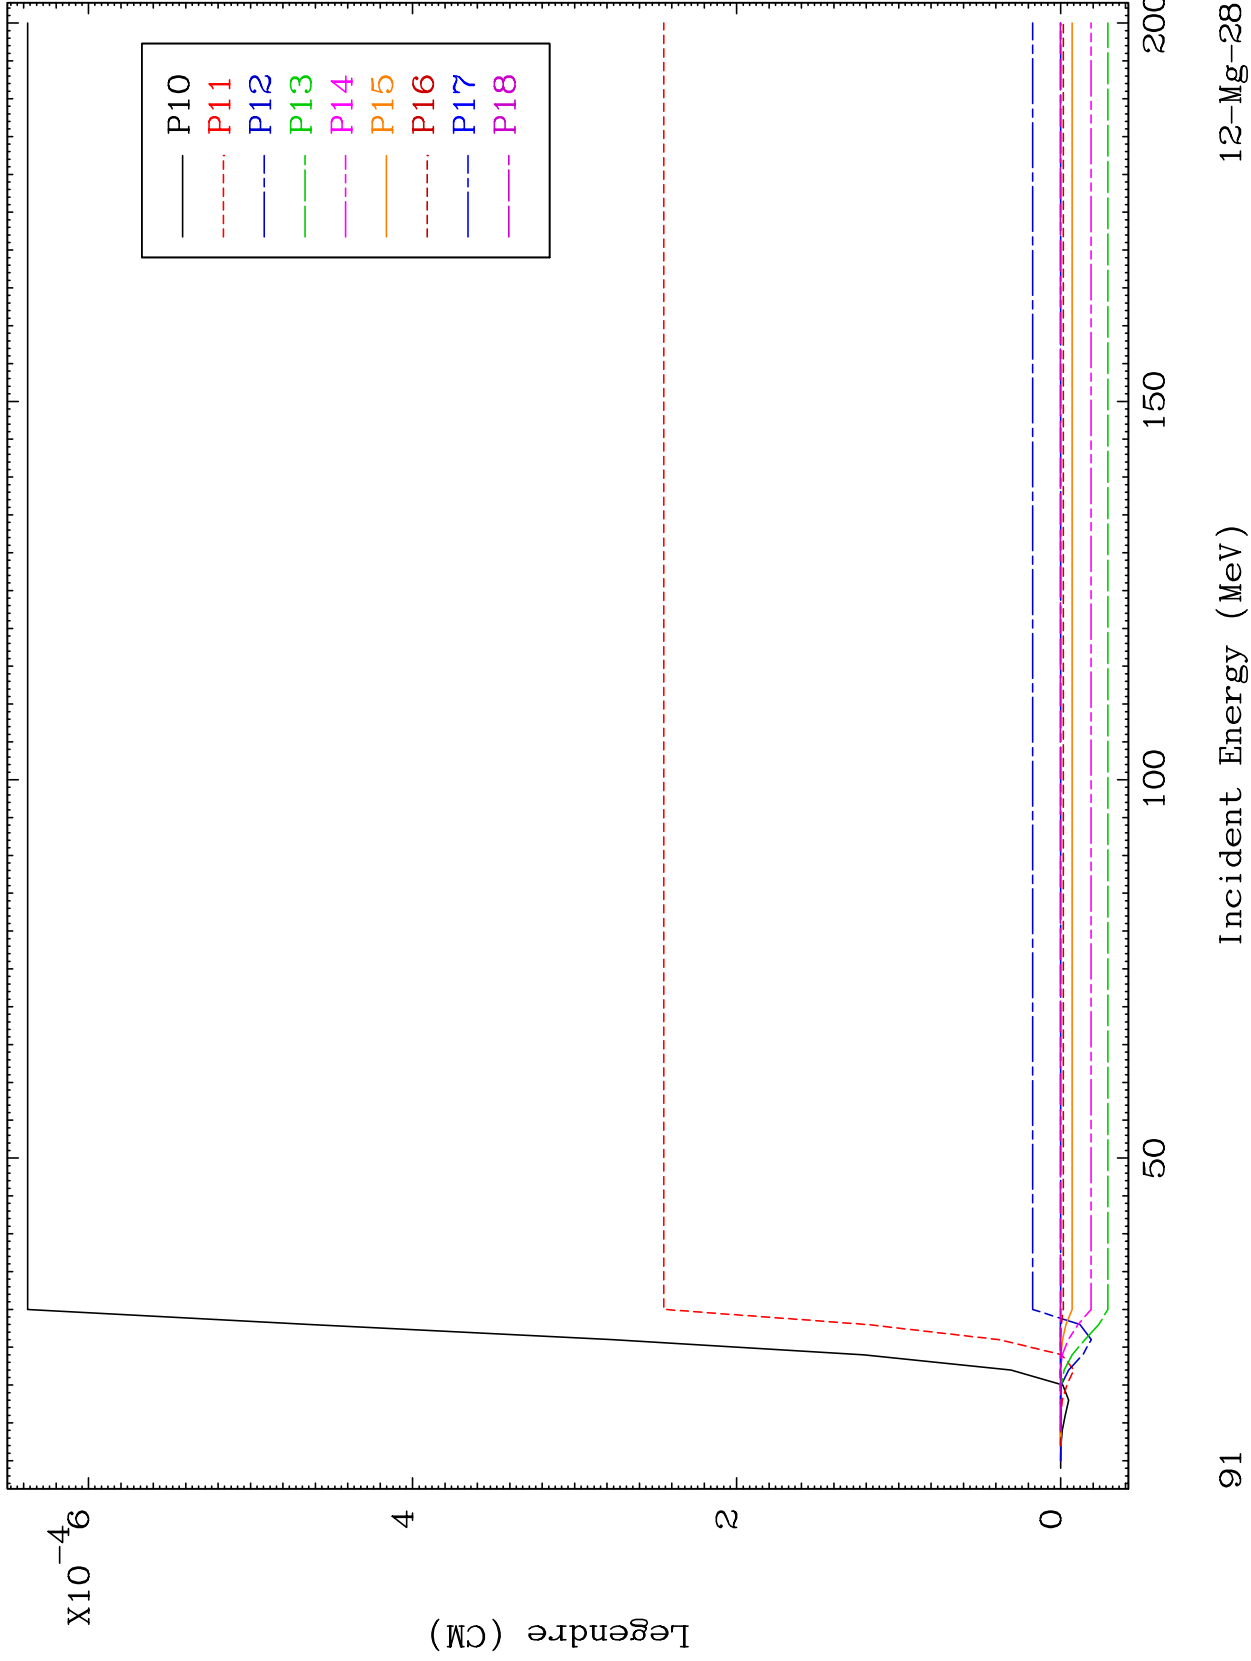 X10-4
6
4
2
0
Legendre (CM)
P10
P11
P12
P13
P14
P15
P16
P17
P18
50
100
150
200
Incident Energy (MeV)
91
12-Mg-28